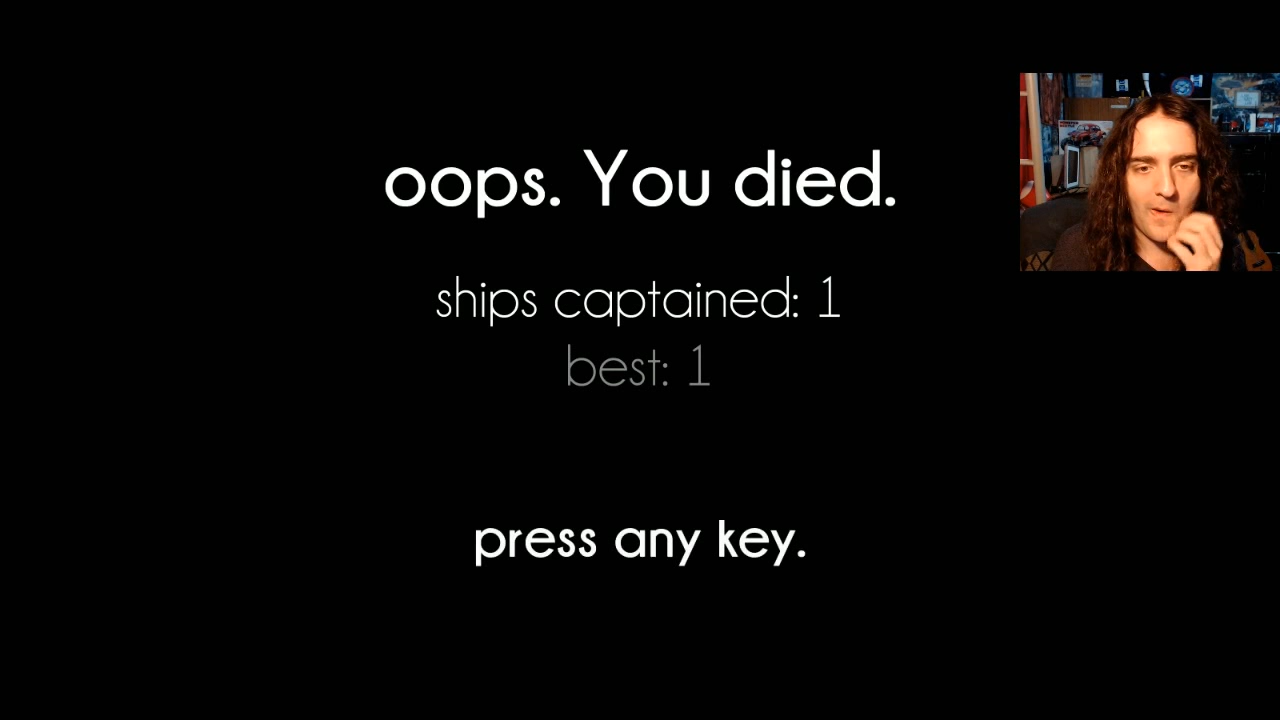 oops. You died.
ships captained: 1
best: 1
press any key.